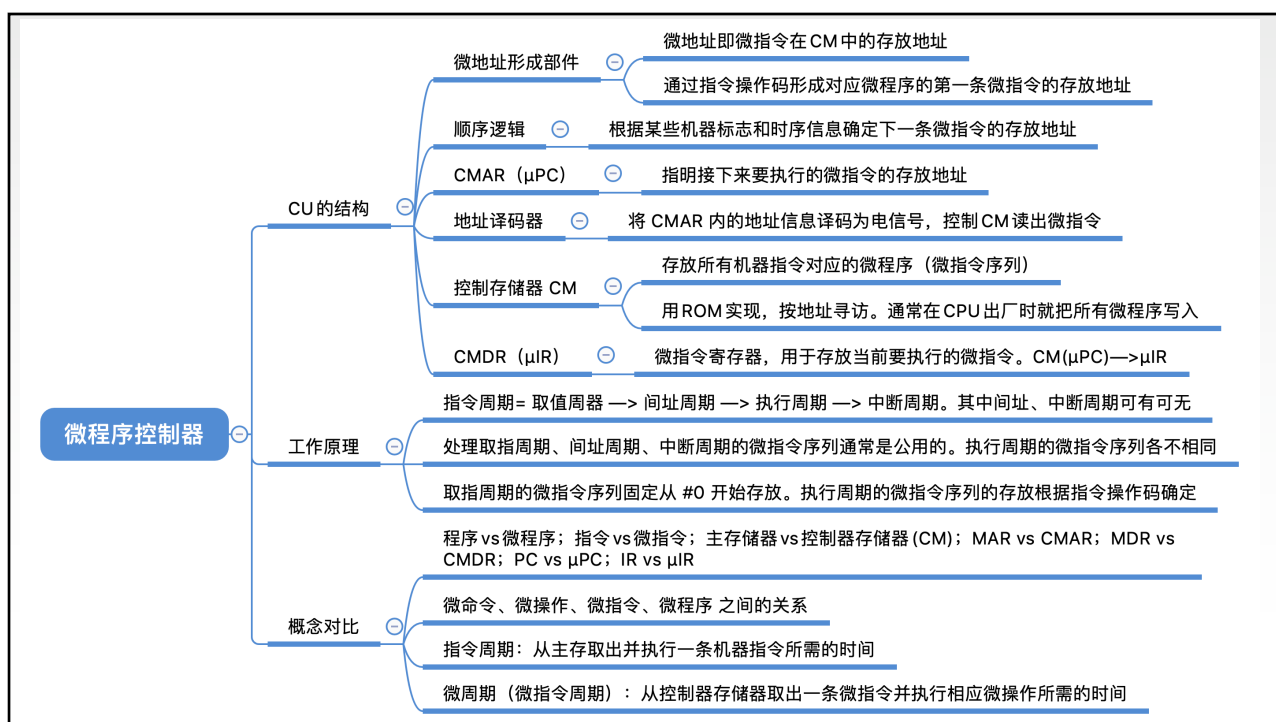 微程序控制器
CU的结构
微地址形成部件
微地址即微指令在CM中的存放地址
通过指令操作码形成对应微程序的第一条微指令的存放地址
顺序逻辑
根据某些机器标志和时序信息确定下一条微指令的存放地址
CMAR（μPC）
指明接下来要执行的微指令的存放地址
地址译码器
将 CMAR 内的地址信息译码为电信号，控制CM读出微指令
控制存储器 CM
存放所有机器指令对应的微程序（微指令序列）
用ROM实现，按地址寻访。通常在CPU出厂时就把所有微程序写入
CMDR（μIR）
微指令寄存器，用于存放当前要执行的微指令。CM(μPC)—>μIR
工作原理
指令周期= 取值周器 —> 间址周期 —> 执行周期 —> 中断周期。其中间址、中断周期可有可无
处理取指周期、间址周期、中断周期的微指令序列通常是公用的。执行周期的微指令序列各不相同
取指周期的微指令序列固定从 #0 开始存放。执行周期的微指令序列的存放根据指令操作码确定
概念对比
程序vs微程序；指令vs微指令；主存储器vs控制器存储器(CM)；MAR vs CMAR；MDR vs
CMDR；PC vs μPC；IR vs μIR
微命令、微操作、微指令、微程序 之间的关系
指令周期：从主存取出并执行一条机器指令所需的时间
微周期（微指令周期）：从控制器存储器取出一条微指令并执行相应微操作所需的时间